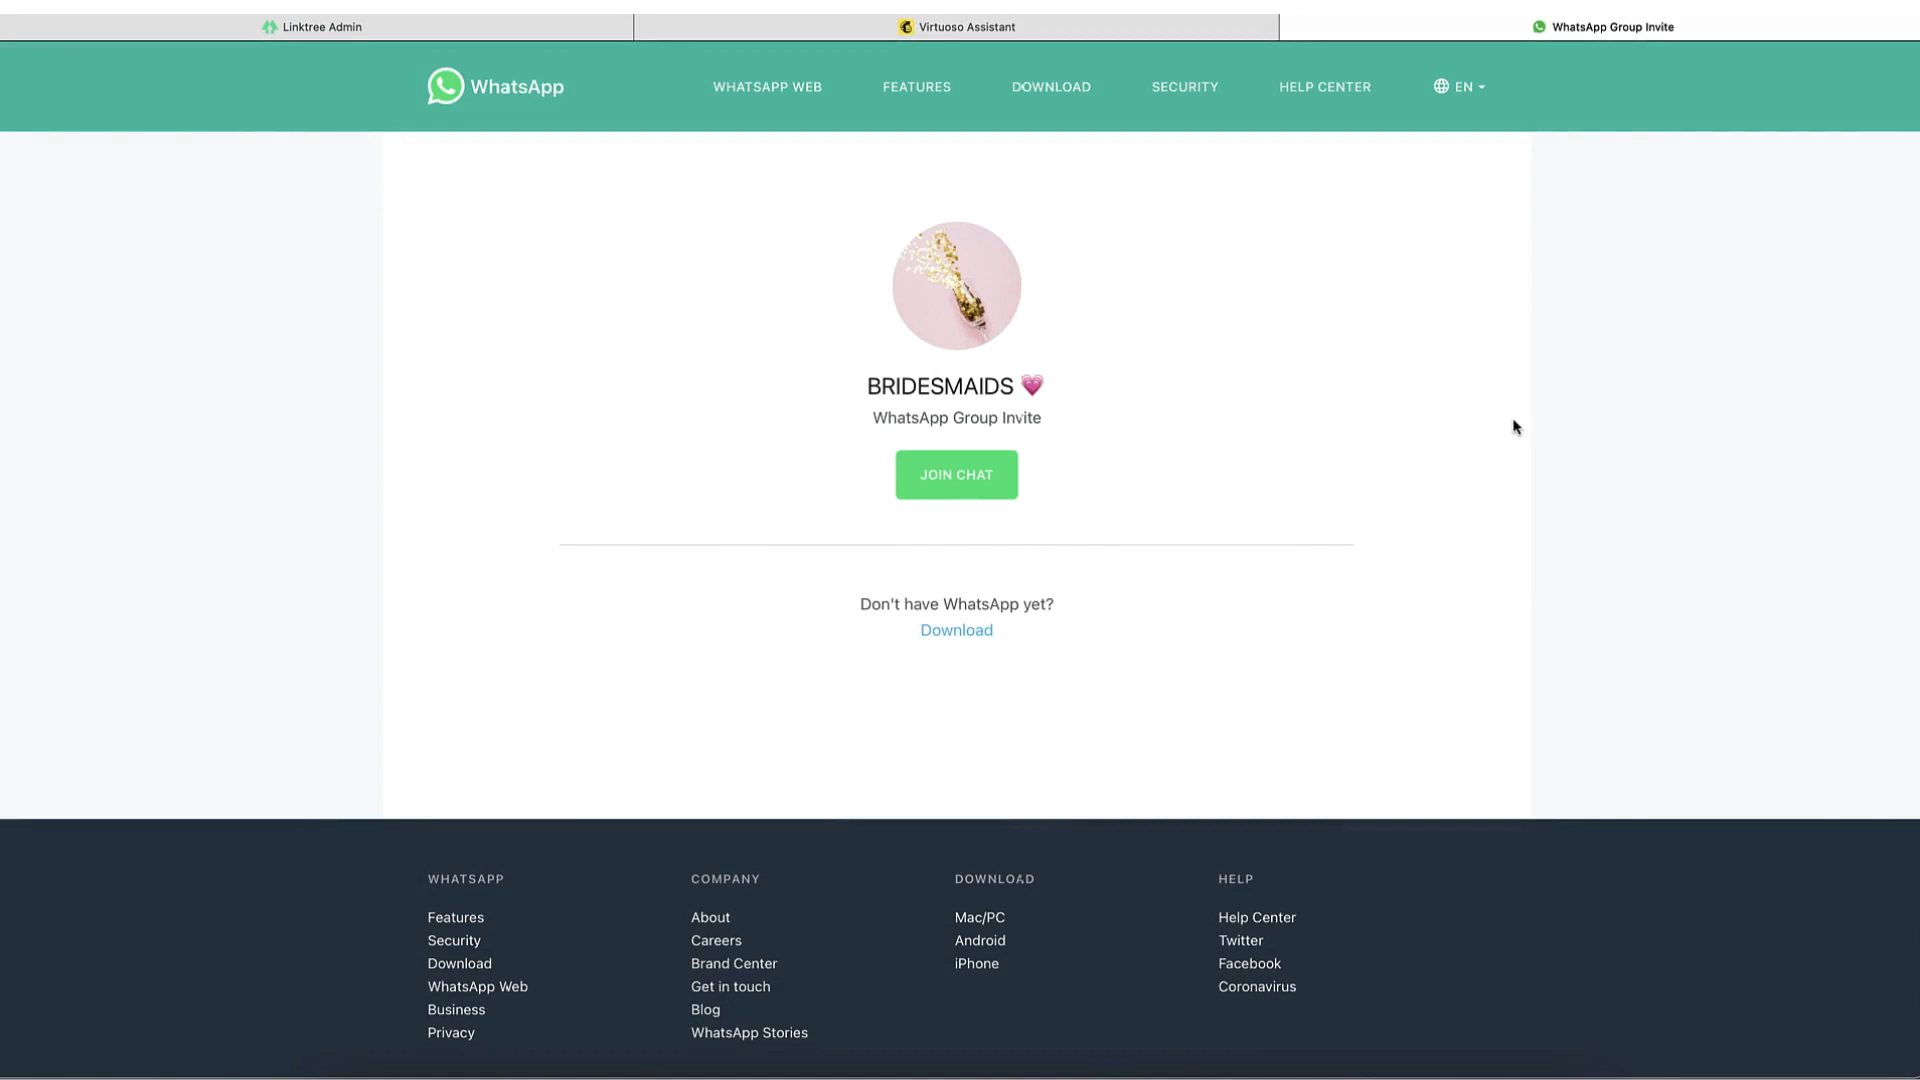 Linktree Admin
Virtuoso Assistant
WhatsApp Group Invite
WhatsApp
WHATSAPP WEB
FEATURES
DOWNLOAD
SECURITY
HELP CENTER
EN
BRIDESMAIDS 💗
WhatsApp Group Invite
JOIN CHAT
Don't have WhatsApp yet?
Download
WHATSAPP
Features
Security
Download
WhatsApp Web
Business
Privacy
COMPANY
About
Careers
Brand Center
Get in touch
Blog
WhatsApp Stories
DOWNLOAD
Mac/PC
Android
iPhone
HELP
Help Center
Twitter
Facebook
Coronavirus